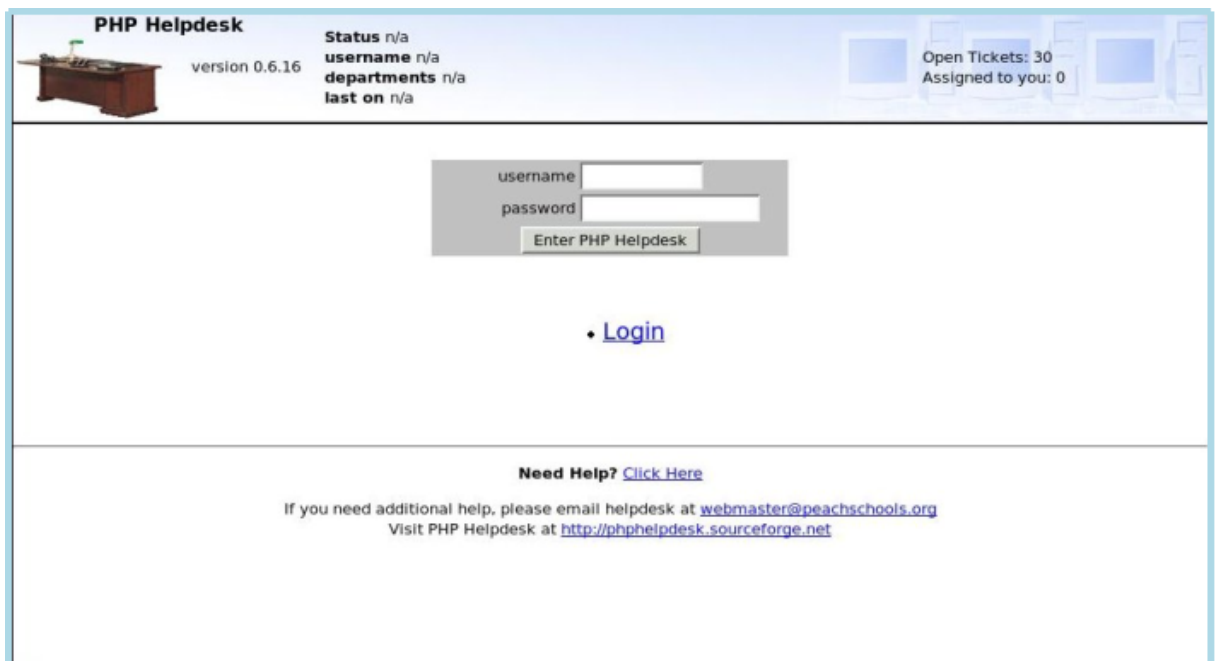 PHP Helpdesk
version 0.6.16
Status n/a
username n/a
departments n/a
last on n/a
Open Tickets: 30
Assigned to you: 0
username
password
Enter PHP Helpdesk
• Login
Need Help? Click Here
If you need additional help, please email helpdesk at webmaster@peachschools.org
Visit PHP Helpdesk at http://phphelpdesk.sourceforge.net